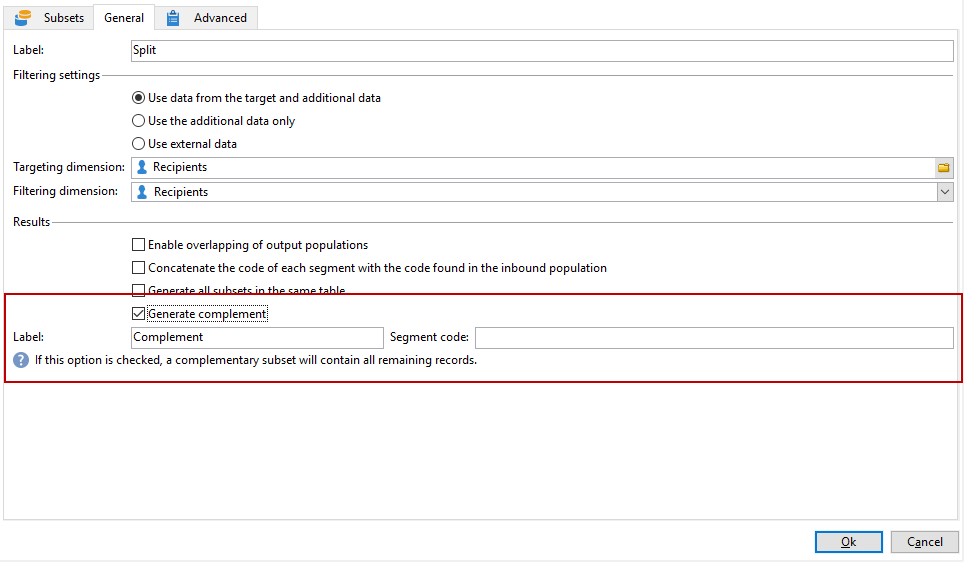 Subsets General Advanced
Label: Split
Filtering settings
Use data from the target and additional data
Use the additional data only
Use external data
Targeting dimension: Recipients
Filtering dimension: Recipients
Results
Enable overlapping of output populations
Concatenate the code of each segment with the code found in the inbound population
Generate all subsets in the same table
Generate complement
Label: Complement Segment code:
? If this option is checked, a complementary subset will contain all remaining records.
Ok Cancel